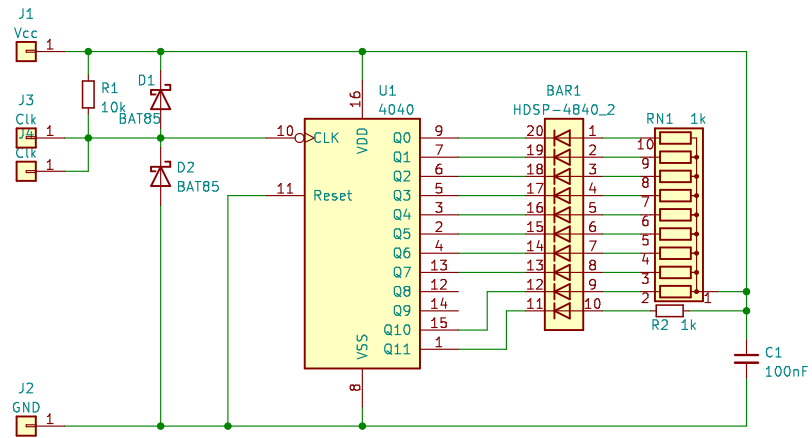 J1
Vcc
1
J3
Clk
1
J4
Clk
1
R1
10k
D1
BAT85
D2
BAT85
U1
4040
16
VDD
10
CLK
11
Reset
Q0
9
Q1
7
Q2
6
Q3
5
Q4
3
Q5
2
Q6
4
Q7
13
Q8
12
Q9
14
Q10
15
Q11
1
VSS
8
BAR1
HDSP-4840_2
20
1
19
2
18
3
17
4
16
5
15
6
14
7
13
8
12
9
11
10
RN1 1k
10
9
8
7
6
5
4
3
2
1
R2 1k
C1
100nF
J2
GND
1